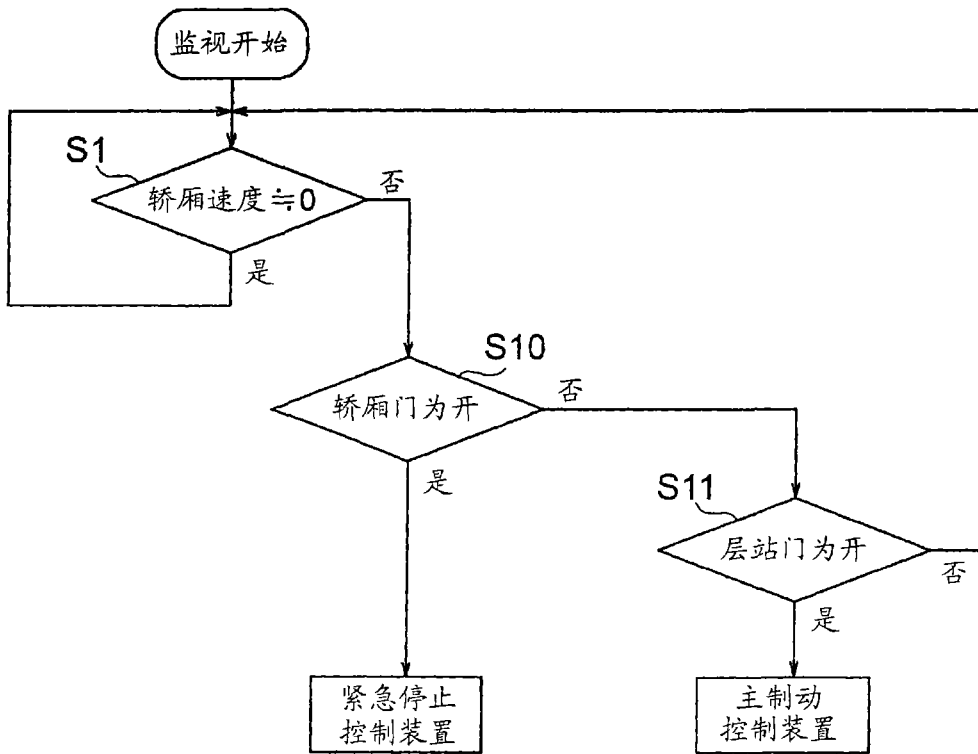 监视开始
S1
轿厢速度≒0
否
是
S10
轿厢门为开
否
是
S11
层站门为开
否
是
紧急停止
控制装置
主制动
控制装置